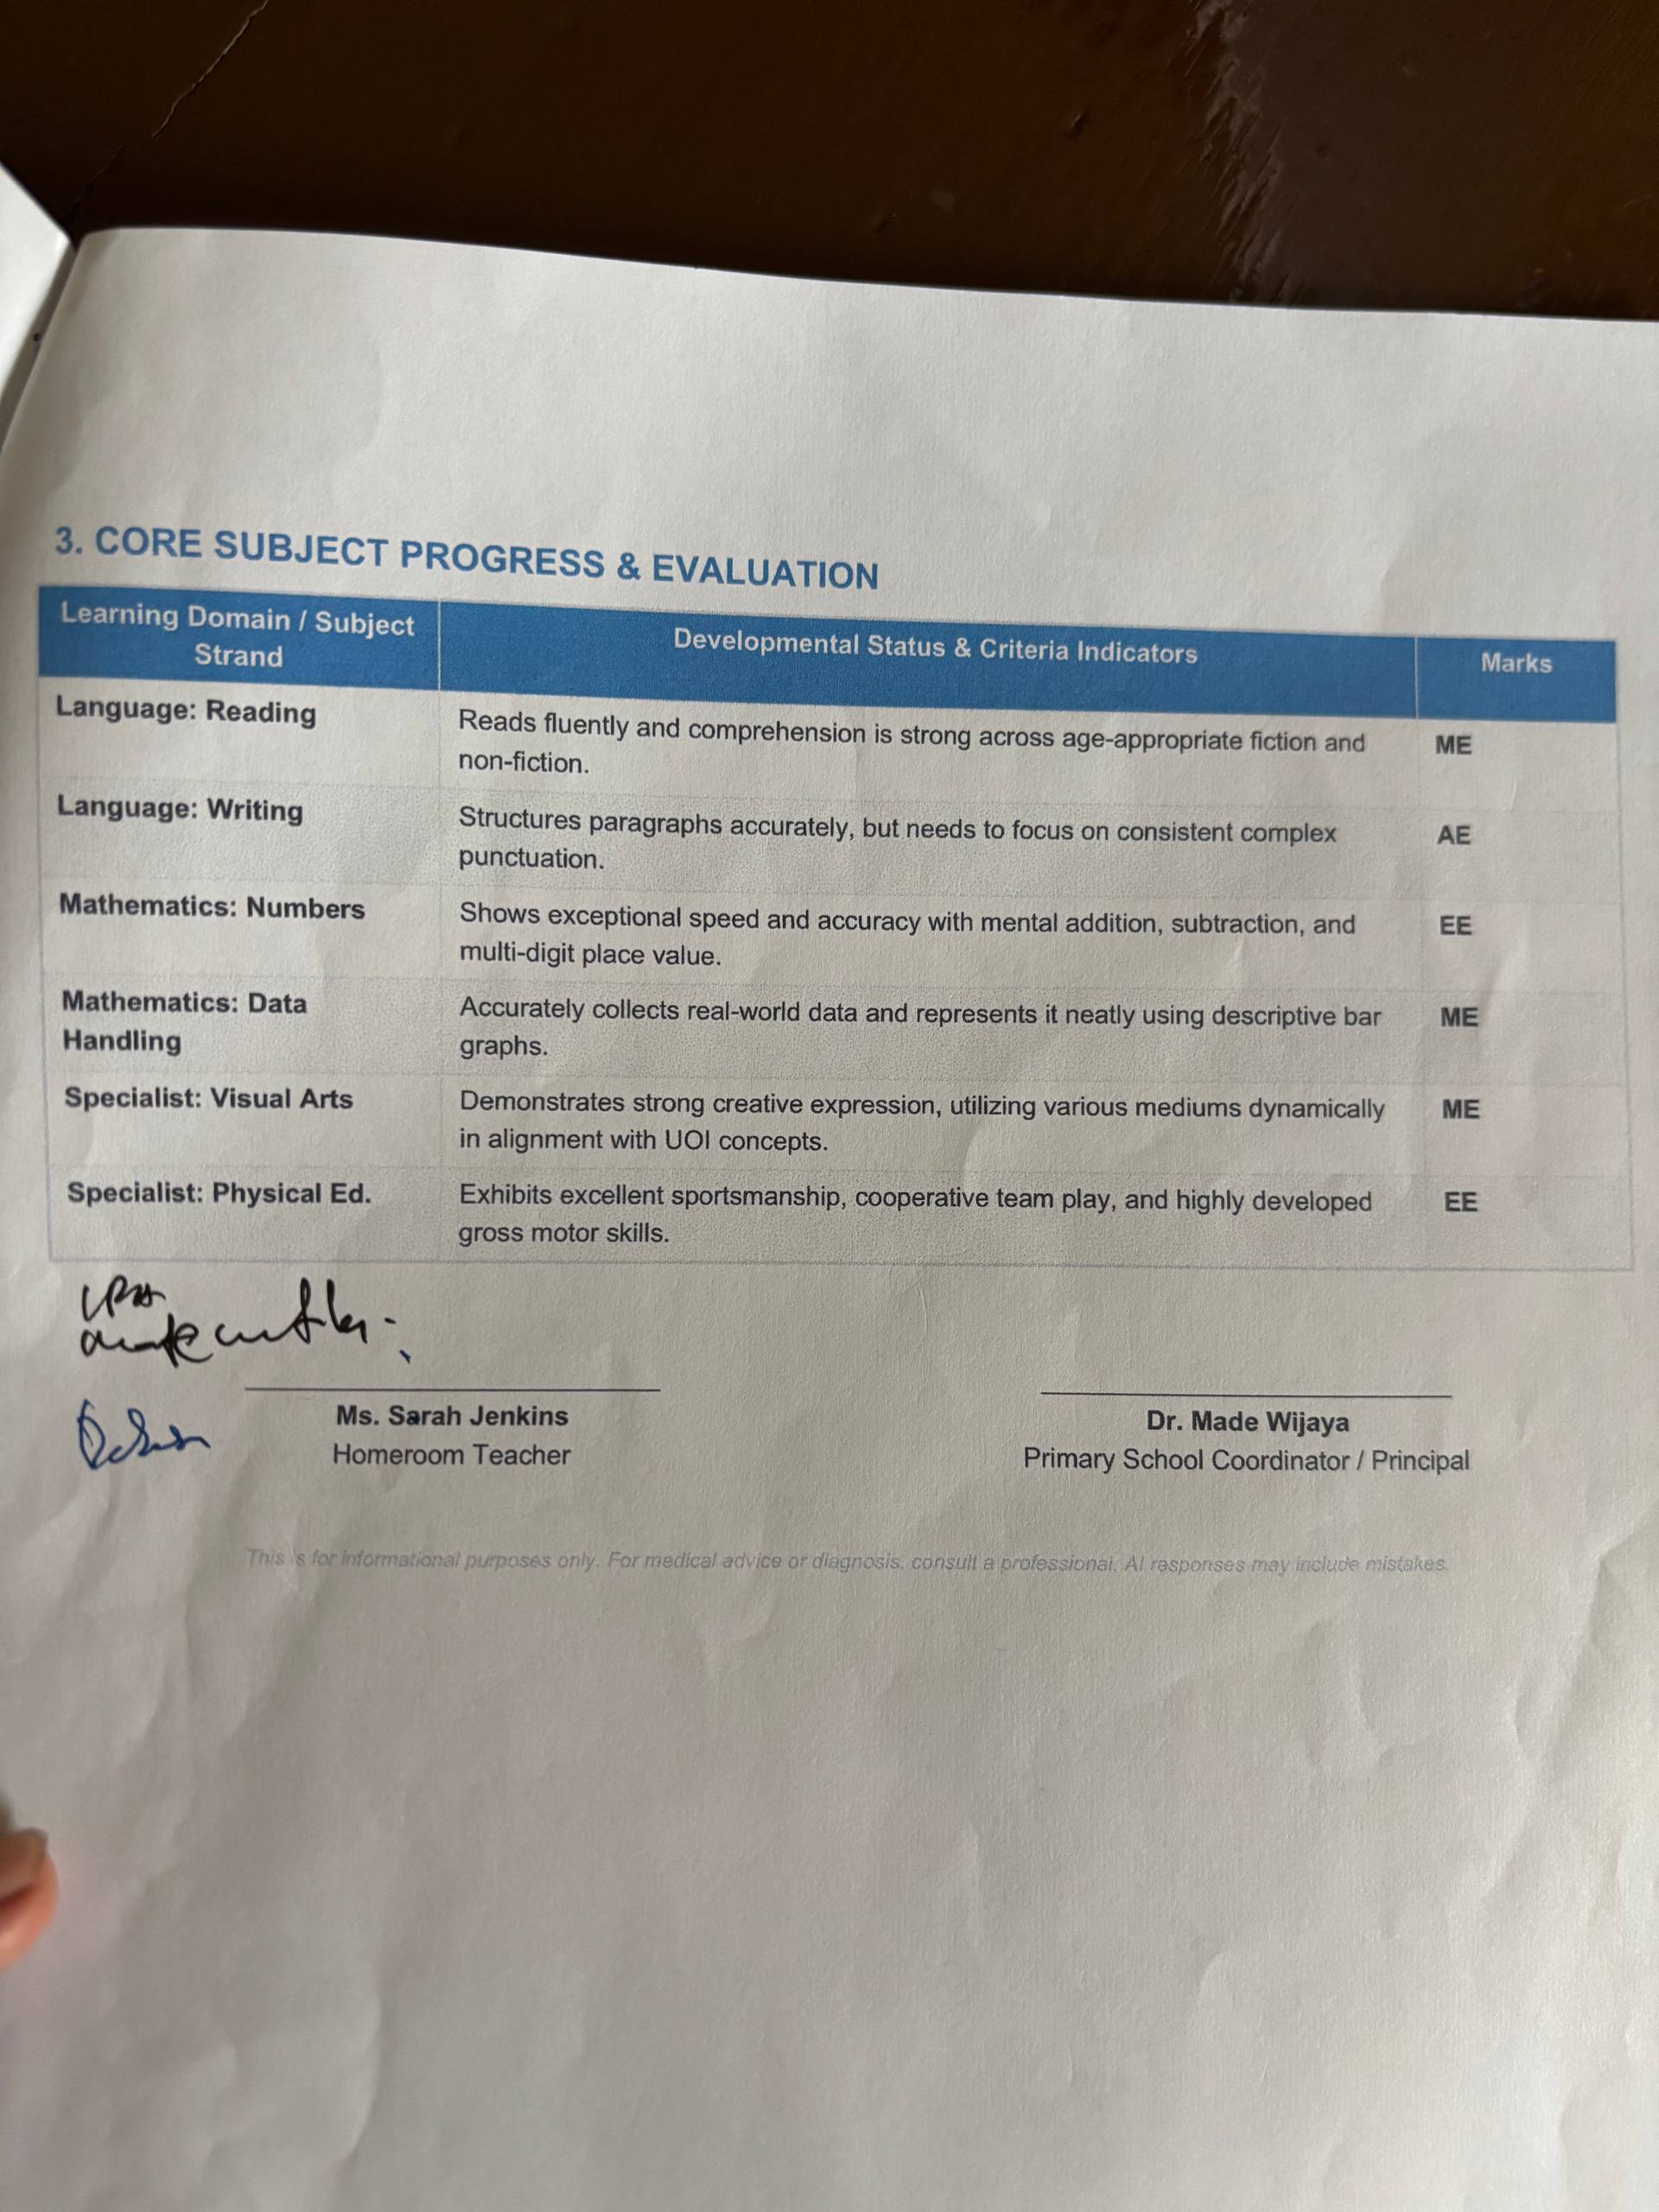 3. CORE SUBJECT PROGRESS & EVALUATION
Learning Domain / Subject
Strand
Developmental Status & Criteria Indicators
Marks
Language: Reading
Reads fluently and comprehension is strong across age-appropriate fiction and
non-fiction.
ME
Language: Writing
Structures paragraphs accurately, but needs to focus on consistent complex
punctuation.
AE
Mathematics: Numbers
Shows exceptional speed and accuracy with mental addition, subtraction, and
multi-digit place value.
EE
Mathematics: Data
Handling
Accurately collects real-world data and represents it neatly using descriptive bar
graphs.
ME
Specialist: Visual Arts
Demonstrates strong creative expression, utilizing various mediums dynamically
in alignment with UOI concepts.
ME
Specialist: Physical Ed.
Exhibits excellent sportsmanship, cooperative team play, and highly developed
gross motor skills.
EE
Ms. Sarah Jenkins
Homeroom Teacher
Dr. Made Wijaya
Primary School Coordinator / Principal
This is for informational purposes only. For medical advice or diagnosis, consult a professional. AI responses may include mistakes.